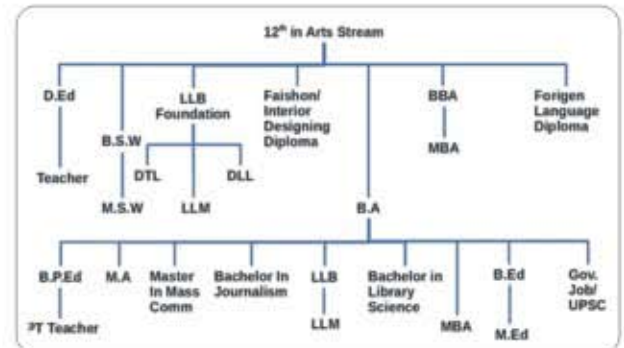 12th in Arts Stream
D.Ed
Teacher
B.S.W
M.S.W
LLB
Foundation
DTL
LLM
DLL
Faishon/
Interior
Designing
Diploma
B.A
BBA
MBA
Forigen
Language
Diploma
B.P.Ed
PT Teacher
M.A
Master
In Mass
Comm
Bachelor In
Journalism
LLB
LLM
Bachelor in
Library
Science
MBA
B.Ed
M.Ed
Gov.
Job/
UPSC